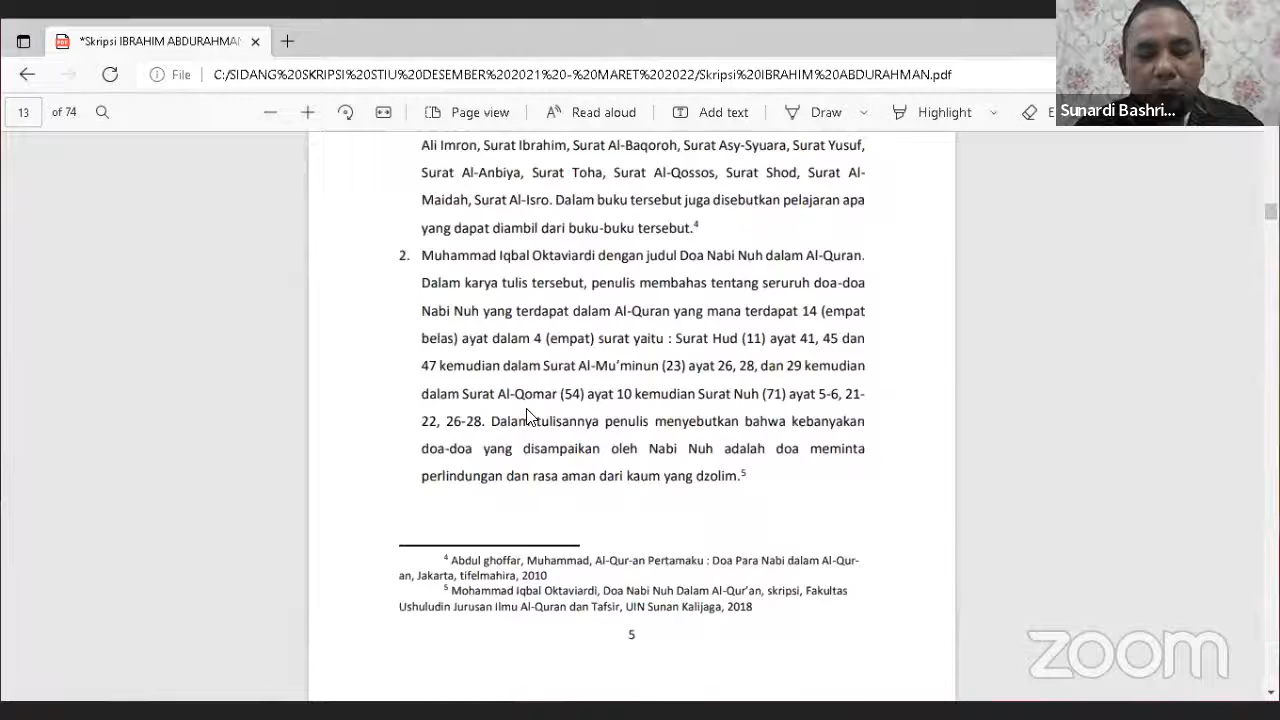 *Skripsi IBRAHIM ABDURAHMAN
File
C:/SIDANG%20SKRIPSI%20STIU%20DESEMBER%202021%20-%20MARET%202022/Skripsi%20IBRAHIM%20ABDURAHMAN.pdf
Sunardi Bashri...
13 of 74 Page view Read aloud Add text Draw Highlight
Ali Imron, Surat Ibrahim, Surat Al-Baqoroh, Surat Asy-Syuara, Surat Yusuf,
Surat Al-Anbiya, Surat Toha, Surat Al-Qossos, Surat Shod, Surat Al-
Maidah, Surat Al-Isro. Dalam buku tersebut juga disebutkan pelajaran apa
yang dapat diambil dari buku-buku tersebut.⁴
2. Muhammad Iqbal Oktaviardi dengan judul Doa Nabi Nuh dalam Al-Quran.
Dalam karya tulis tersebut, penulis membahas tentang seruruh doa-doa
Nabi Nuh yang terdapat dalam Al-Quran yang mana terdapat 14 (empat
belas) ayat dalam 4 (empat) surat yaitu : Surat Hud (11) ayat 41, 45 dan
47 kemudian dalam Surat Al-Mu’minun (23) ayat 26, 28, dan 29 kemudian
dalam Surat Al-Qomar (54) ayat 10 kemudian Surat Nuh (71) ayat 5-6, 21-
22, 26-28. Dalam tulisannya penulis menyebutkan bahwa kebanyakan
doa-doa yang disampaikan oleh Nabi Nuh adalah doa meminta
perlindungan dan rasa aman dari kaum yang dzolim.⁵
⁴ Abdul ghoffar, Muhammad, Al-Qur-an Pertamaku : Doa Para Nabi dalam Al-Qur-
an, Jakarta, tifelmahira, 2010
⁵ Mohammad Iqbal Oktaviardi, Doa Nabi Nuh Dalam Al-Qur’an, skripsi, Fakultas
Ushuludin Jurusan Ilmu Al-Quran dan Tafsir, UIN Sunan Kalijaga, 2018
5
zoom